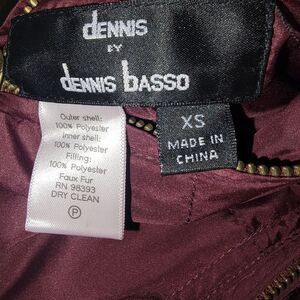 dENNIS
BY
dENNIS basso
XS
MADE IN
CHINA
Outer shell:
100% Polyester
Inner shell:
100% Polyester
Filling:
100% Polyester
Faux Fur
RN 98393
DRY CLEAN
P